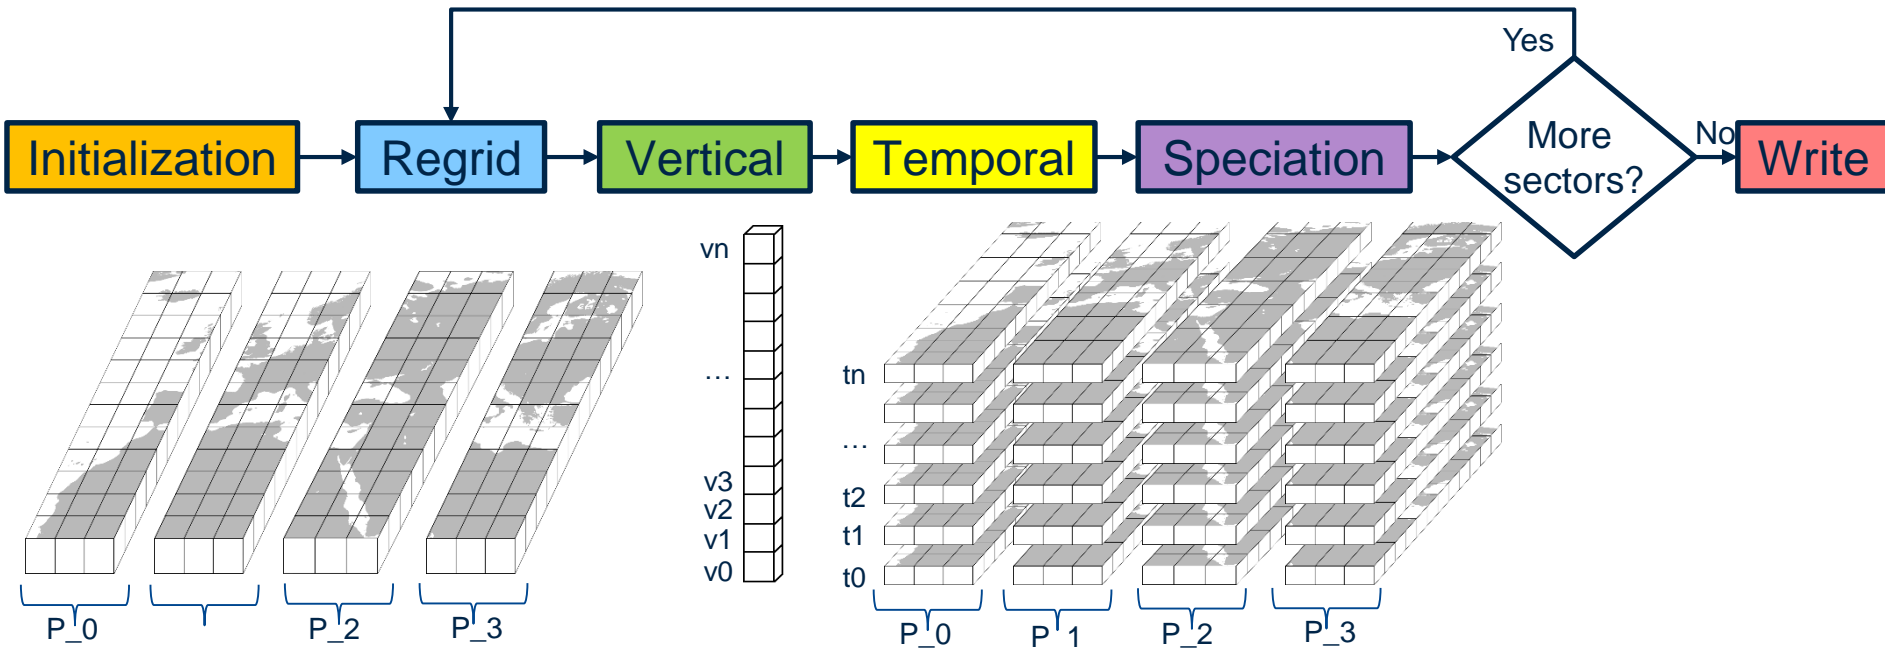 Yes
Initialization
Regrid
Vertical
Temporal
Speciation
More
sectors?
No
Write
vn
...
v3
v2
v1
v0
tn
...
t2
t1
t0
P_0
P_2
P_3
P_0
P 1
P_2
P_3